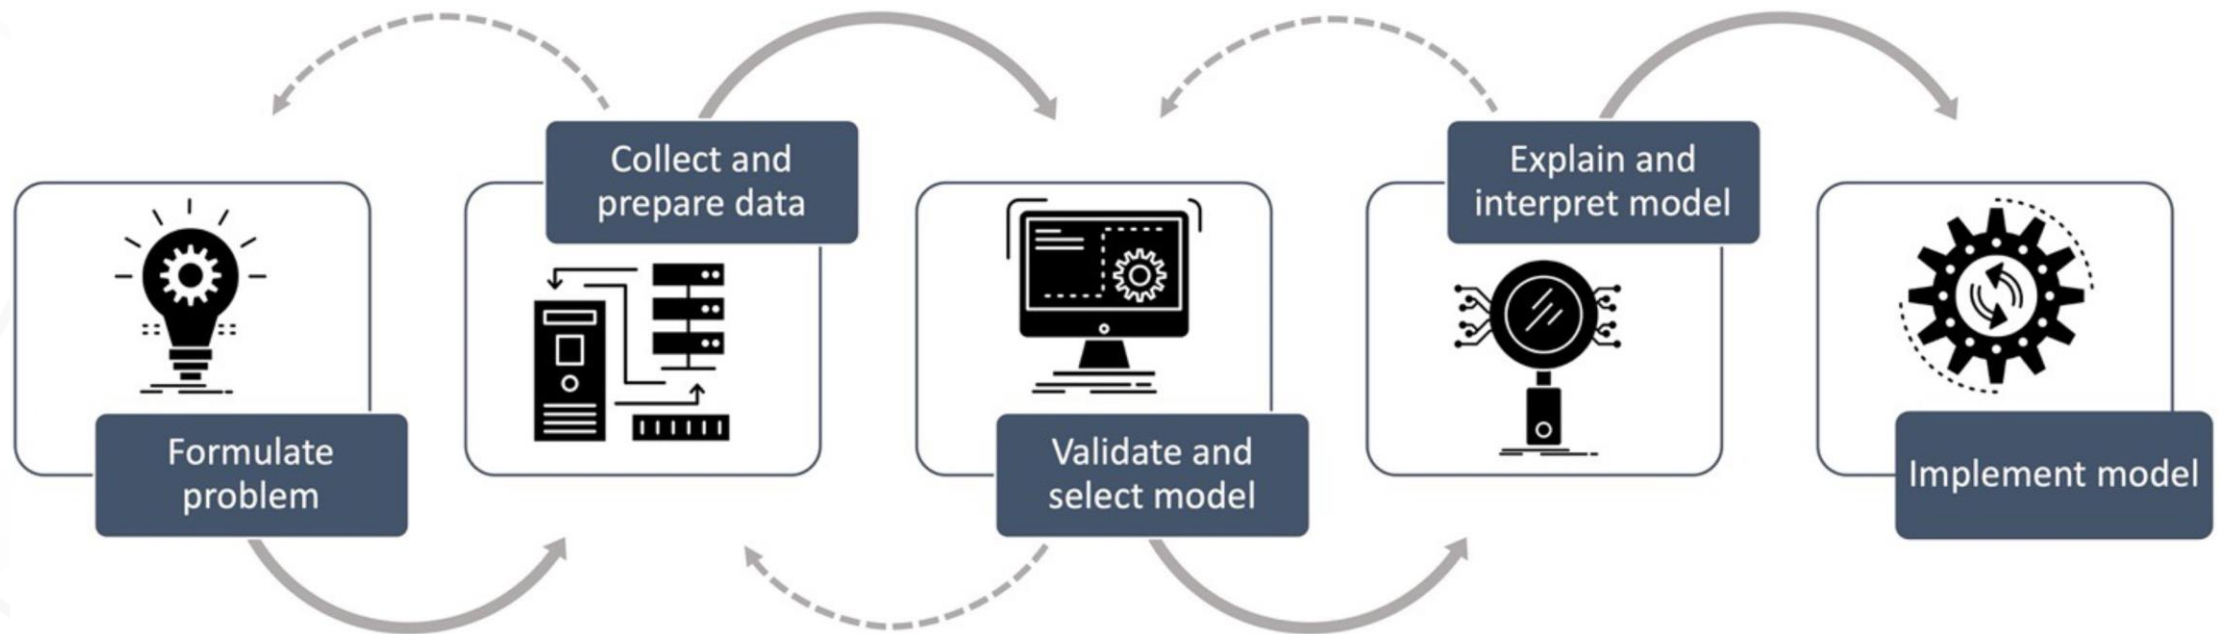 Formulate
problem
Collect and
prepare data
Validate and
select model
Explain and
interpret model
Implement model